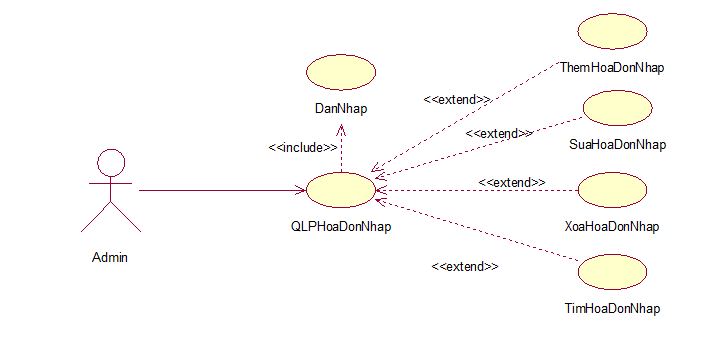 ThemHoaDonNhap
<<extend>>
DanNhap
<<extend>>
SuaHoaDonNhap
<<include>>
<<extend>>
QLPHoaDonNhap
XoaHoaDonNhap
Admin
<<extend>>
TimHoaDonNhap